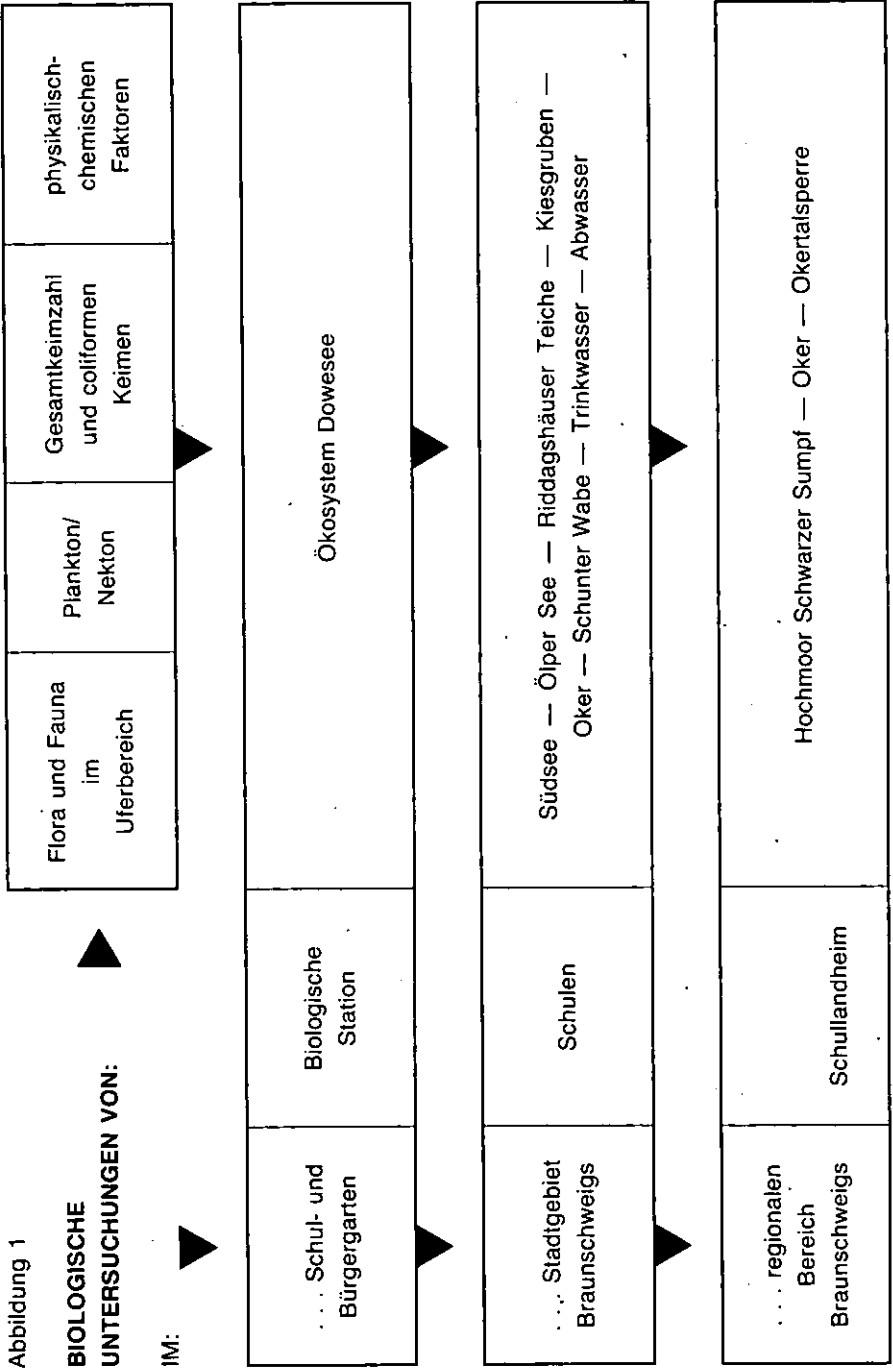 Abbildung 1
BIOLOGISCHE
UNTERSUCHUNGEN VON:
Flora und Fauna
im
Uferbereich
Plankton/
Nekton
Gesamtkeimzahl
und coliformen
Keimen
physikalisch-
chemischen
Faktoren
IM:
. . . Schul- und
Bürgergarten
Biologische
Station
Ökosystem Dowesee
. . . Stadtgebiet
Braunschweigs
Schulen
Südsee — Ölper See — Riddagshäuser Teiche — Kiesgruben —
Oker — Schunter Wabe — Trinkwasser — Abwasser
. . . regionalen
Bereich
Braunschweigs
Schullandheim
Hochmoor Schwarzer Sumpf — Oker — Okertalsperre